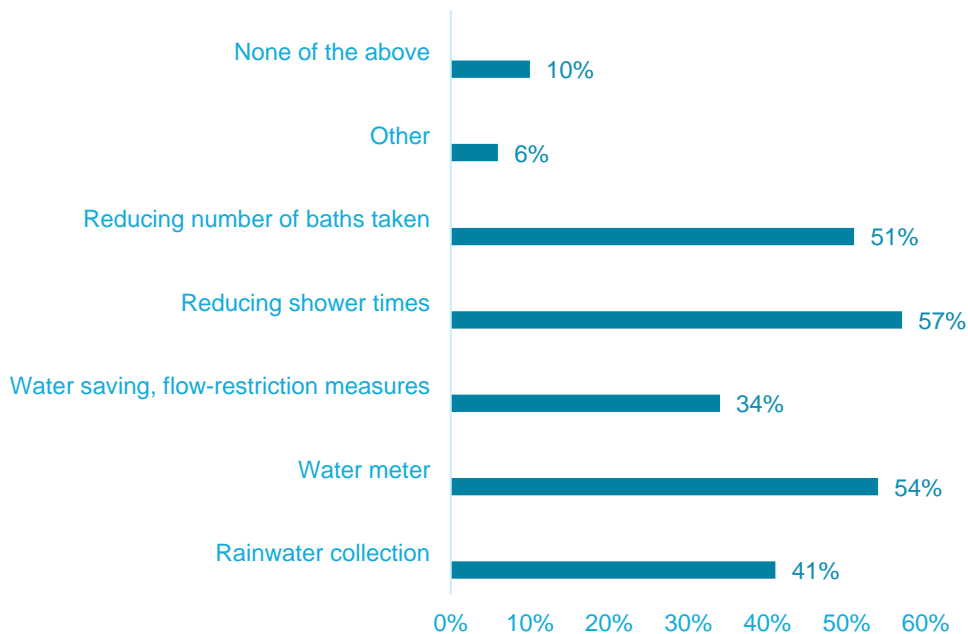 None of the above
10%
Other
6%
Reducing number of baths taken
51%
Reducing shower times
57%
Water saving, flow-restriction measures
34%
Water meter
54%
Rainwater collection
41%
0% 10% 20% 30% 40% 50% 60%